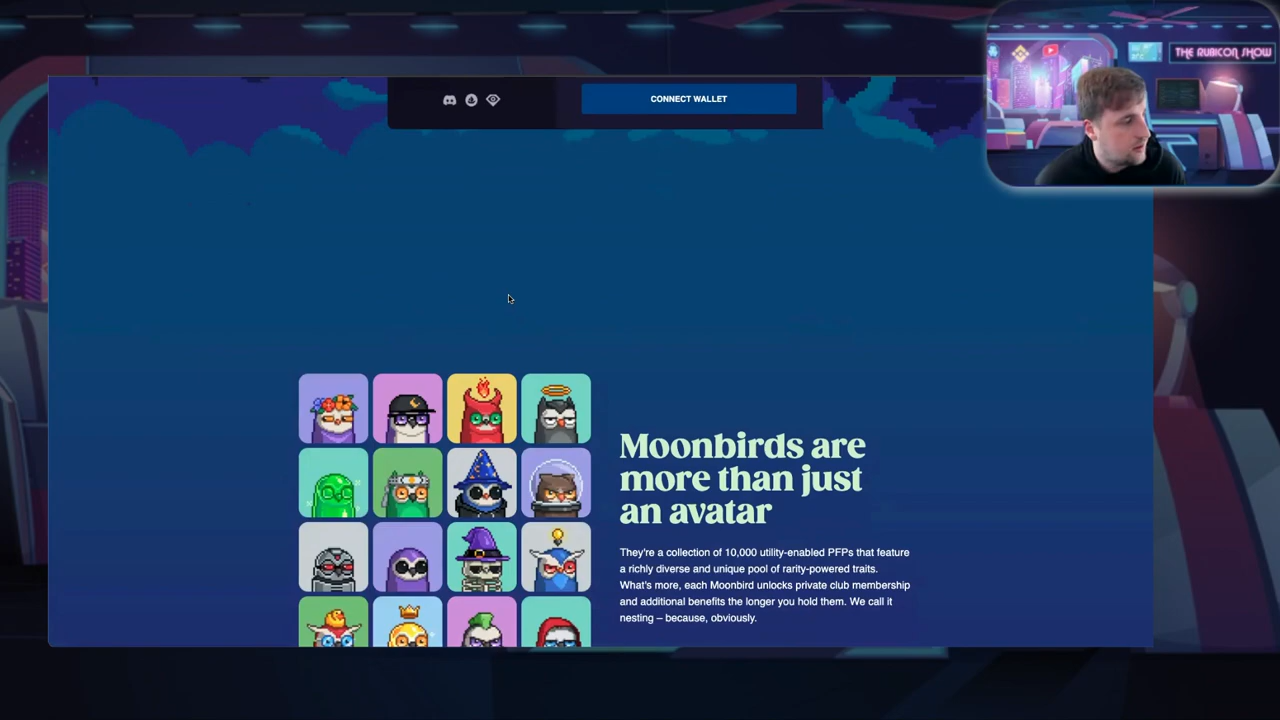 THE RUBICON SHOW
CONNECT WALLET
Moonbirds are
more than just
an avatar
They're a collection of 10,000 utility-enabled PFPs that feature
a richly diverse and unique pool of rarity-powered traits.
What's more, each Moonbird unlocks private club membership
and additional benefits the longer you hold them. We call it
nesting – because, obviously.